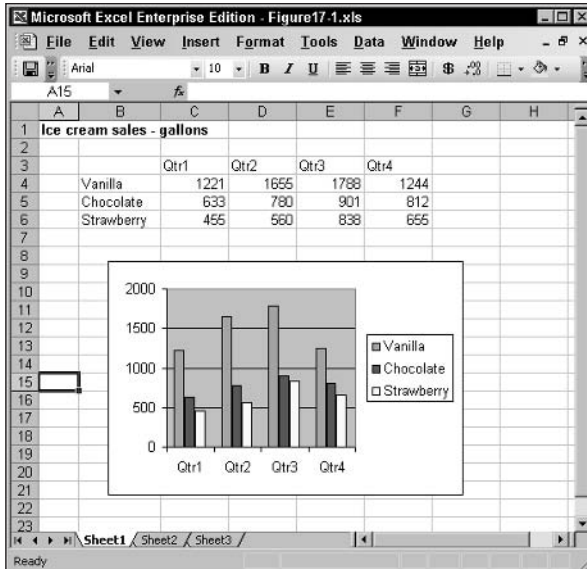 Microsoft Excel Enterprise Edition - Figure17-1.xls
File Edit View Insert Format Tools Data Window Help
Arial 10 B I U $ .00
A15 fx
A B C D E F G H
1 Ice cream sales - gallons
2
3 Qtr1 Qtr2 Qtr3 Qtr4
4 Vanilla 1221 1655 1788 1244
5 Chocolate 633 780 901 812
6 Strawberry 455 560 838 655
7
8
9
10
11
12
13
14
15
16
17
18
19
20
21
22
23
2000
1500
1000
500
0
Qtr1 Qtr2 Qtr3 Qtr4
Vanilla
Chocolate
Strawberry
Sheet1 Sheet2 Sheet3
Ready